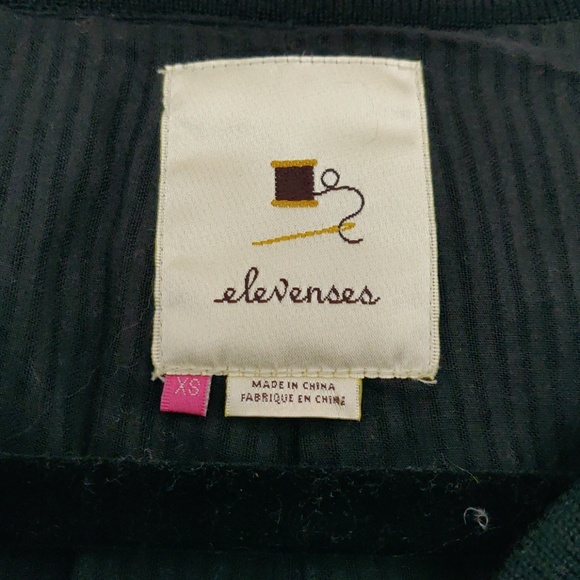 elevenses
XS
MADE IN CHINA
FABRIQUE EN CHINE